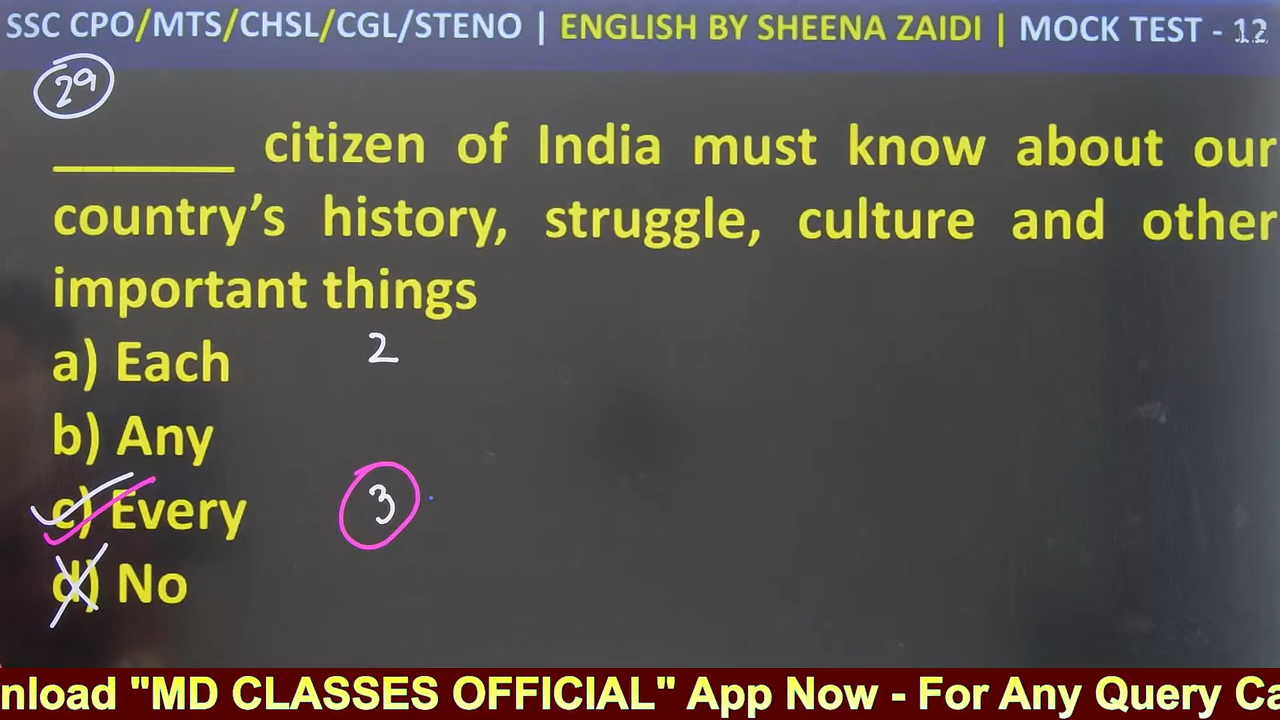 SSC CPO/MTS/CHSL/CGL/STENO | ENGLISH BY SHEENA ZAIDI | MOCK TEST - 12
29
______ citizen of India must know about our
country’s history, struggle, culture and other
important things
a) Each 2
b) Any
c) Every 3
d) No
nload "MD CLASSES OFFICIAL" App Now - For Any Query Ca